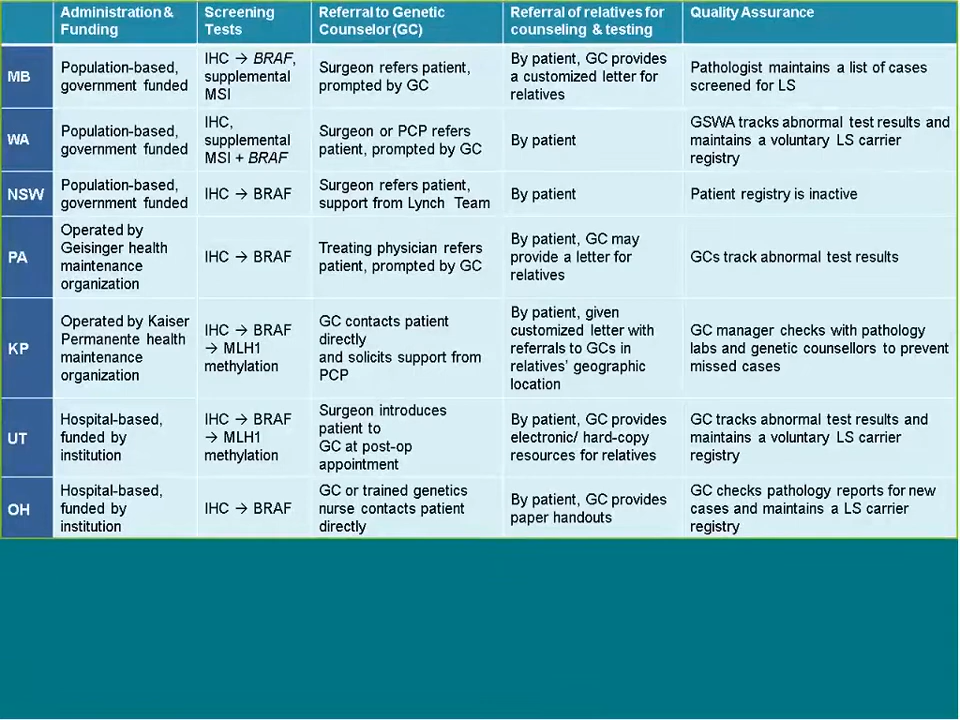 Administration &
Funding
Screening
Tests
Referral to Genetic
Counselor (GC)
Referral of relatives for
counseling & testing
Quality Assurance
MB
Population-based,
government funded
IHC → BRAF,
supplemental
MSI
Surgeon refers patient,
prompted by GC
By patient, GC provides
a customized letter for
relatives
Pathologist maintains a list of cases
screened for LS
WA
Population-based,
government funded
IHC,
supplemental
MSI + BRAF
Surgeon or PCP refers
patient, prompted by GC
By patient
GSWA tracks abnormal test results and
maintains a voluntary LS carrier
registry
NSW
Population-based,
government funded
IHC → BRAF
Surgeon refers patient,
support from Lynch Team
By patient
Patient registry is inactive
PA
Operated by
Geisinger health
maintenance
organization
IHC → BRAF
Treating physician refers
patient, prompted by GC
By patient, GC may
provide a letter for
relatives
GCs track abnormal test results
KP
Operated by Kaiser
Permanente health
maintenance
organization
IHC → BRAF
→ MLH1
methylation
GC contacts patient
directly
and solicits support from
PCP
By patient, given
customized letter with
referrals to GCs in
relatives' geographic
location
GC manager checks with pathology
labs and genetic counsellors to prevent
missed cases
UT
Hospital-based,
funded by
institution
IHC → BRAF
→ MLH1
methylation
Surgeon introduces
patient to
GC at post-op
appointment
By patient, GC provides
electronic/ hard-copy
resources for relatives
GC tracks abnormal test results and
maintains a voluntary LS carrier
registry
OH
Hospital-based,
funded by
institution
IHC → BRAF
GC or trained genetics
nurse contacts patient
directly
By patient, GC provides
paper handouts
GC checks pathology reports for new
cases and maintains a LS carrier
registry